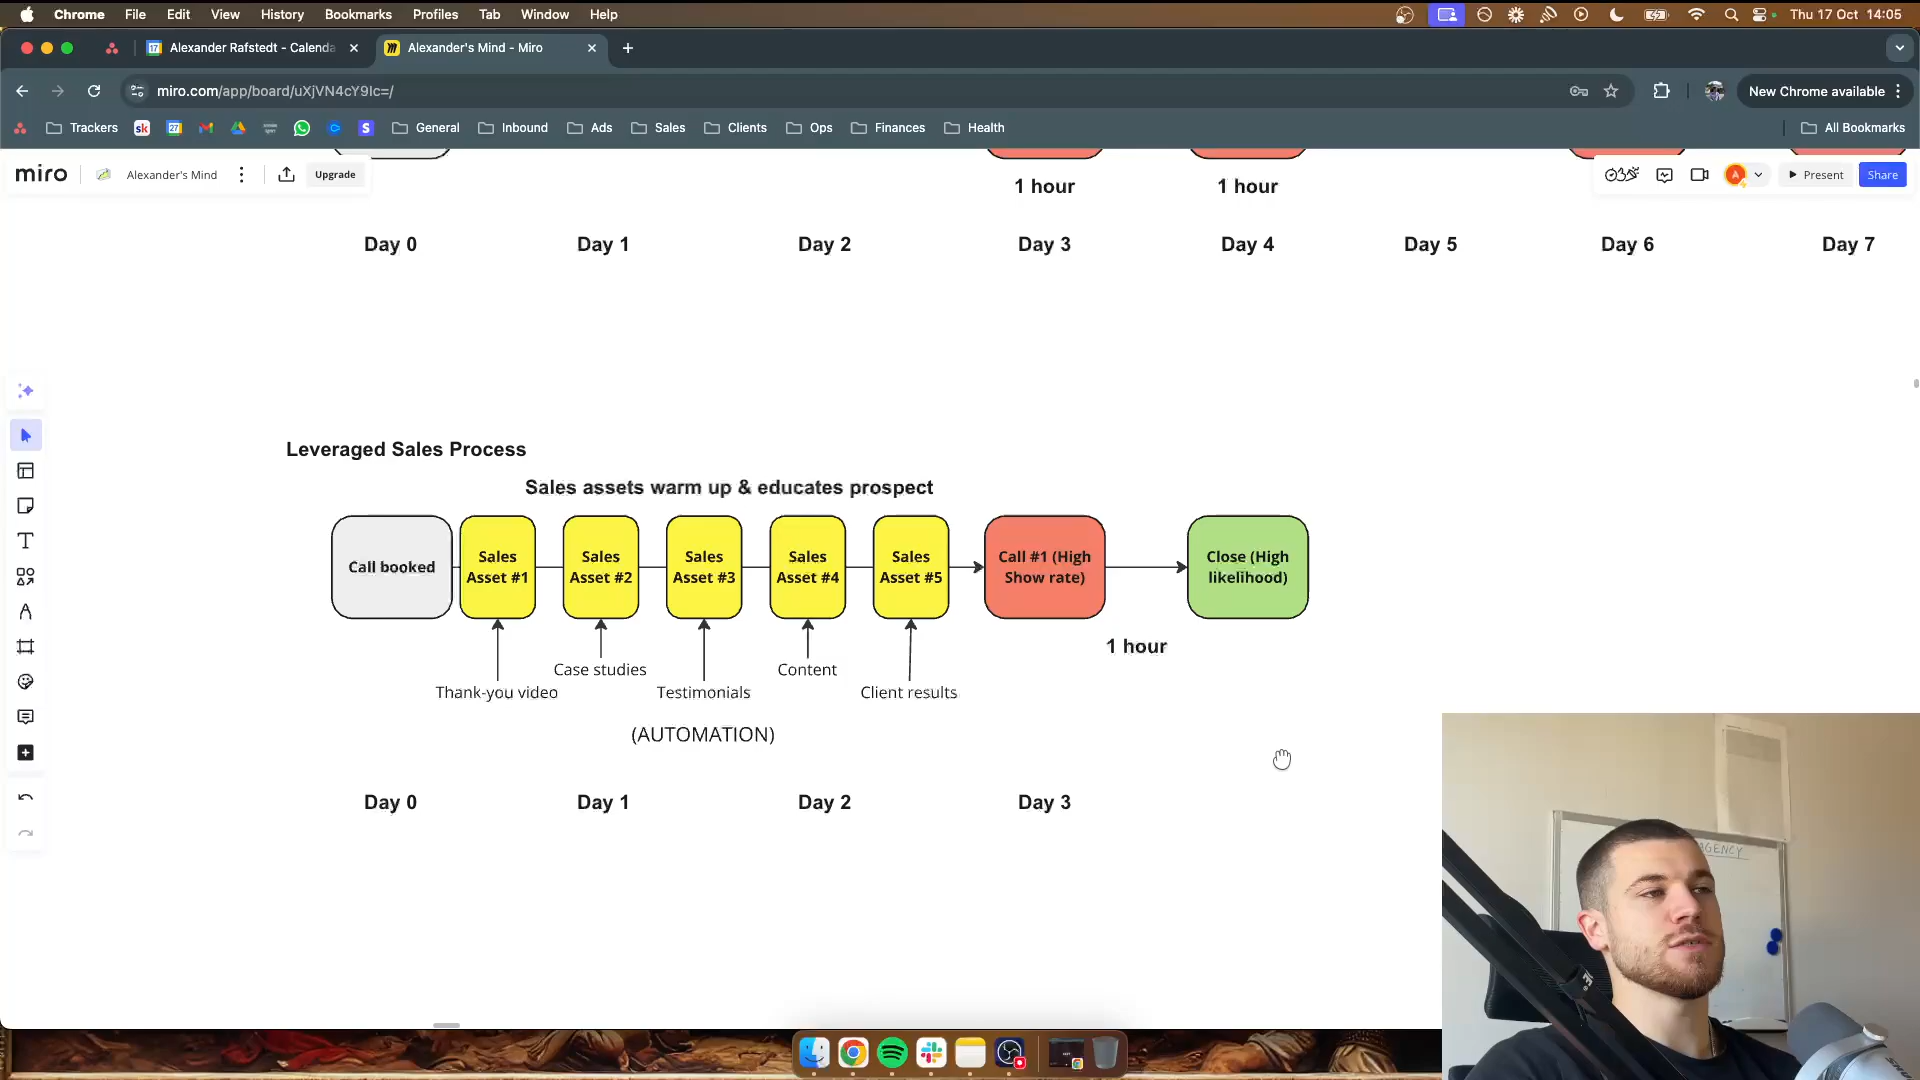 Chrome File Edit View History Bookmarks Profiles Tab Window Help Thu 17 Oct 14:05
17 Alexander Rafstedt - Calenda Alexander's Mind - Miro
miro.com/app/board/uXjVN4cY9Ic=/ New Chrome available
Trackers sk 27 S General Inbound Ads Sales Clients Ops Finances Health All Bookmarks
miro Alexander's Mind Upgrade A Present Share
1 hour 1 hour
Day 0 Day 1 Day 2 Day 3 Day 4 Day 5 Day 6 Day 7
Leveraged Sales Process
Sales assets warm up & educates prospect
Call booked
Sales Asset #1
Sales Asset #2
Sales Asset #3
Sales Asset #4
Sales Asset #5
Call #1 (High Show rate)
Close (High likelihood)
1 hour
Case studies Content
Thank-you video Testimonials Client results
(AUTOMATION)
Day 0 Day 1 Day 2 Day 3
AGENCY